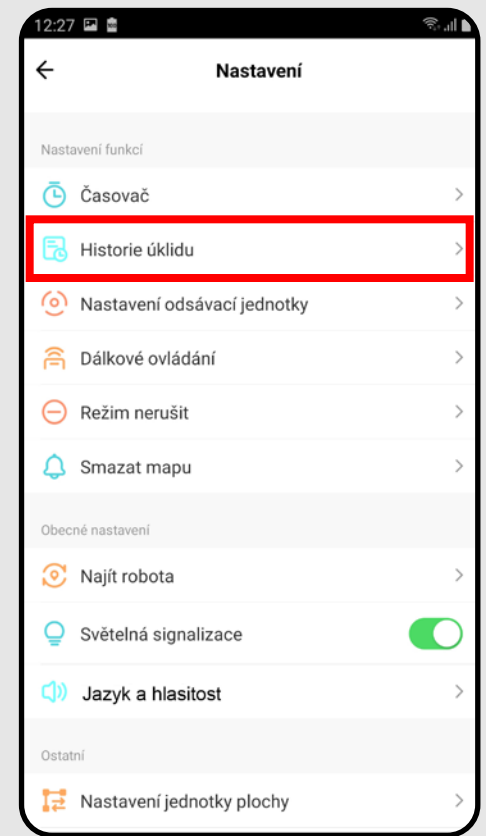 12:27
Nastavení
Nastavení funkcí
Časovač
Historie úklidu
Nastavení odsávací jednotky
Dálkové ovládání
Režim nerušit
Smazat mapu
Obecné nastavení
Najít robota
Světelná signalizace
Jazyk a hlasitost
Ostatní
Nastavení jednotky plochy